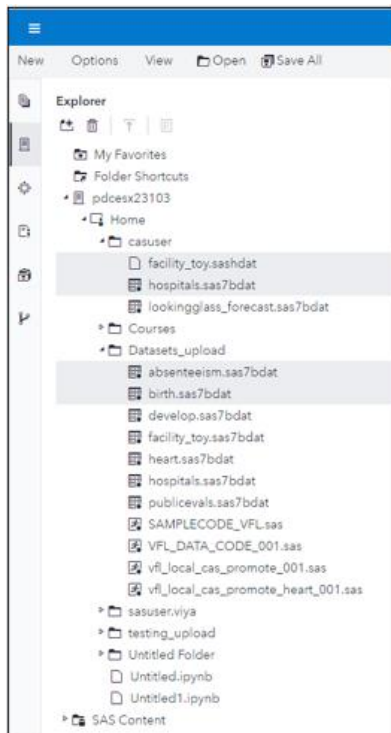 New Options View Open Save All
Explorer
My Favorites
Folder Shortcuts
pdcesx23103
Home
casuser
facility_toy.sashdat
hospitals.sas7bdat
lookingglass_forecast.sas7bdat
Courses
Datasets_upload
absenteeism.sas7bdat
birth.sas7bdat
develop.sas7bdat
facility_toy.sas7bdat
heart.sas7bdat
hospitals.sas7bdat
publicevals.sas7bdat
SAMPLECODE_VFL.sas
VFL_DATA_CODE_001.sas
vfl_local_cas_promote_001.sas
vfl_local_cas_promote_heart_001.sas
sasuser.viya
testing_upload
Untitled Folder
Untitled.ipynb
Untitled1.ipynb
SAS Content